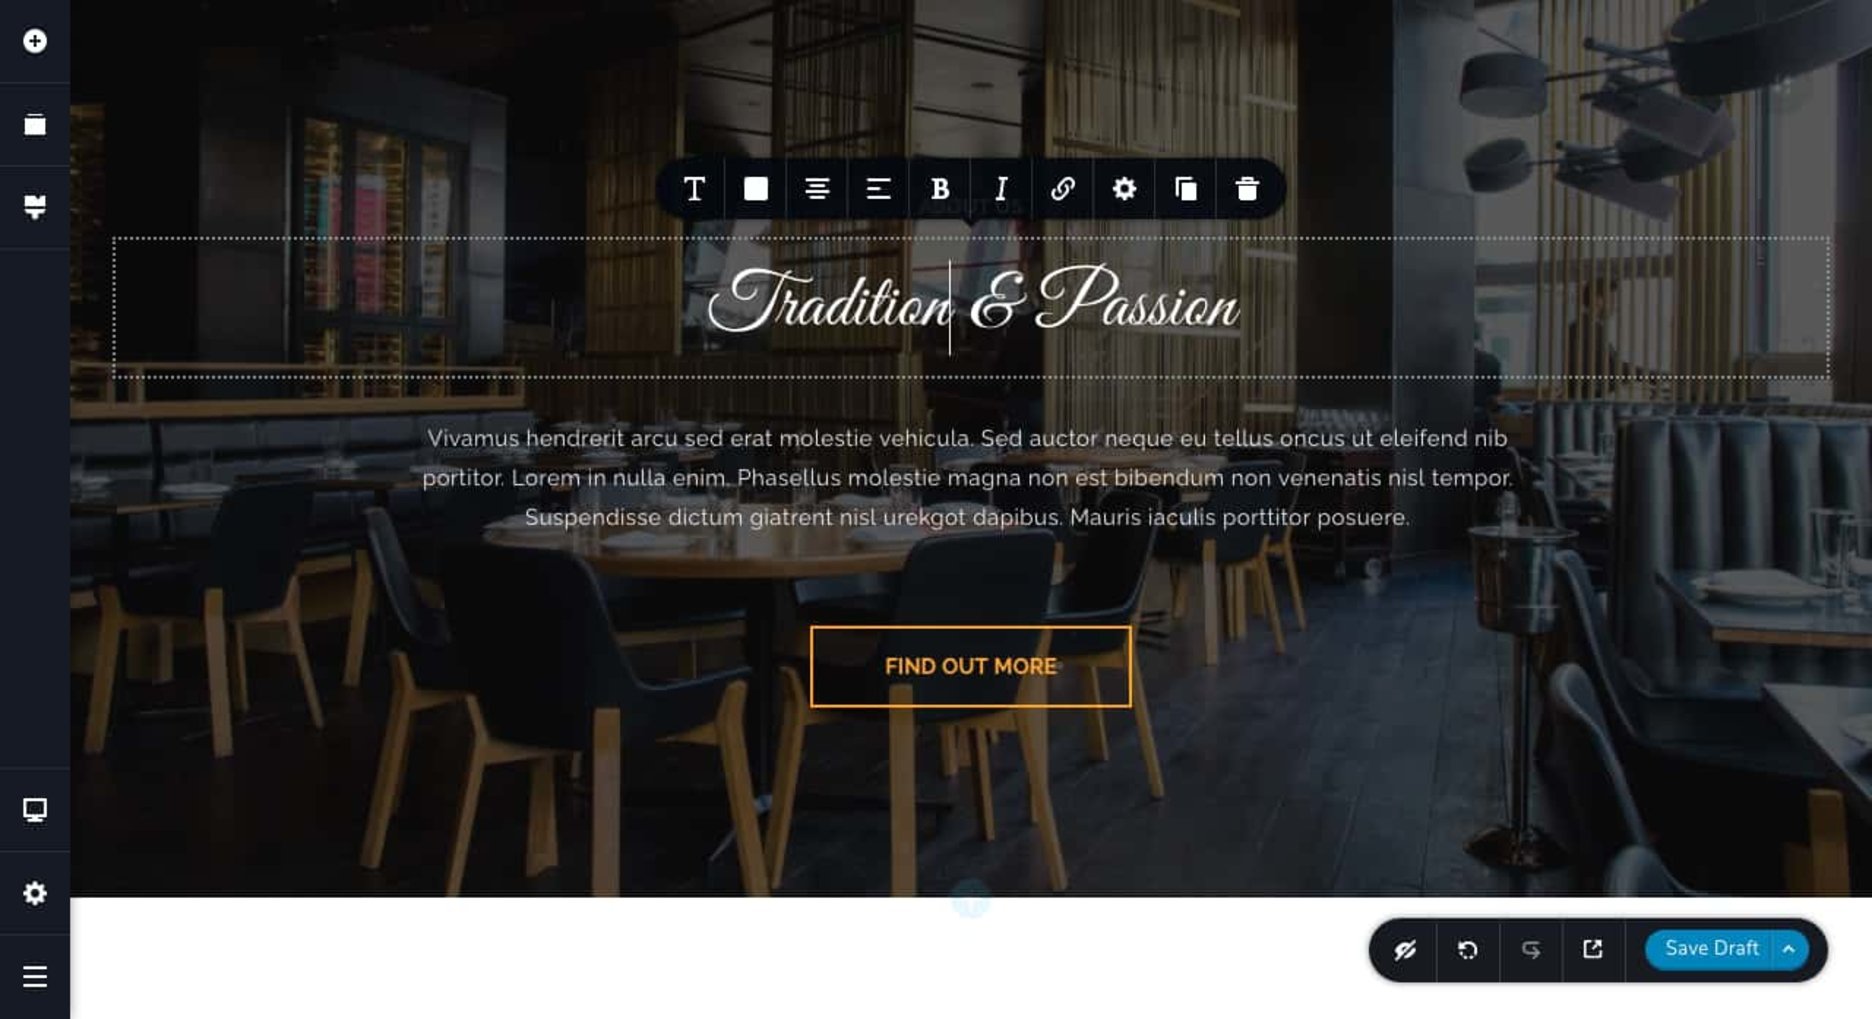 T B I
ABOUT US
Tradition & Passion
Vivamus hendrerit arcu sed erat molestie vehicula. Sed auctor neque eu tellus oncus ut eleifend nib
portitor. Lorem in nulla enim. Phasellus molestie magna non est bibendum non venenatis nisl tempor.
Suspendisse dictum giatrent nisl urekgot dapibus. Mauris iaculis porttitor posuere.
FIND OUT MORE
Save Draft